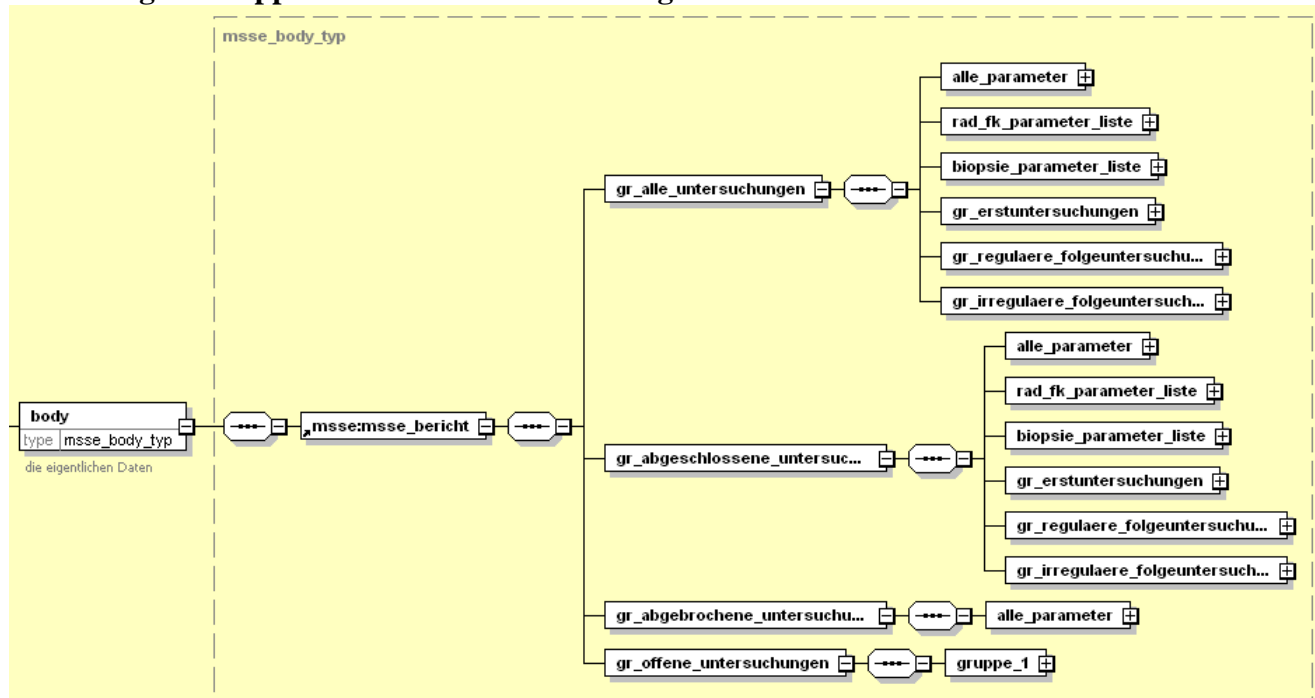 msse_body_typ
alle_parameter
rad_fk_parameter_liste
biopsie_parameter_liste
gr_alle_untersuchungen
gr_erstuntersuchungen
gr_regulaere_folgeuntersuchu...
gr_irregulaere_folgeuntersuch...
alle_parameter
rad_fk_parameter_liste
body
type msse_body_typ
die eigentlichen Daten
msse:msse_bericht
biopsie_parameter_liste
gr_abgeschlossene_untersuc...
gr_erstuntersuchungen
gr_regulaere_folgeuntersuchu...
gr_irregulaere_folgeuntersuch...
gr_abgebrochene_untersuchu...
alle_parameter
gr_offene_untersuchungen
gruppe_1